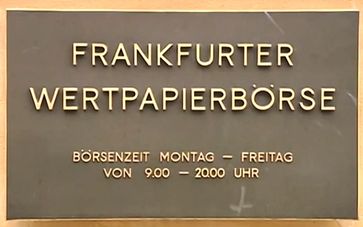 FRANKFURTER
WERTPAPIERBÖRSE
BÖRSENZEIT MONTAG – FREITAG
VON 9.00 – 20.00 UHR